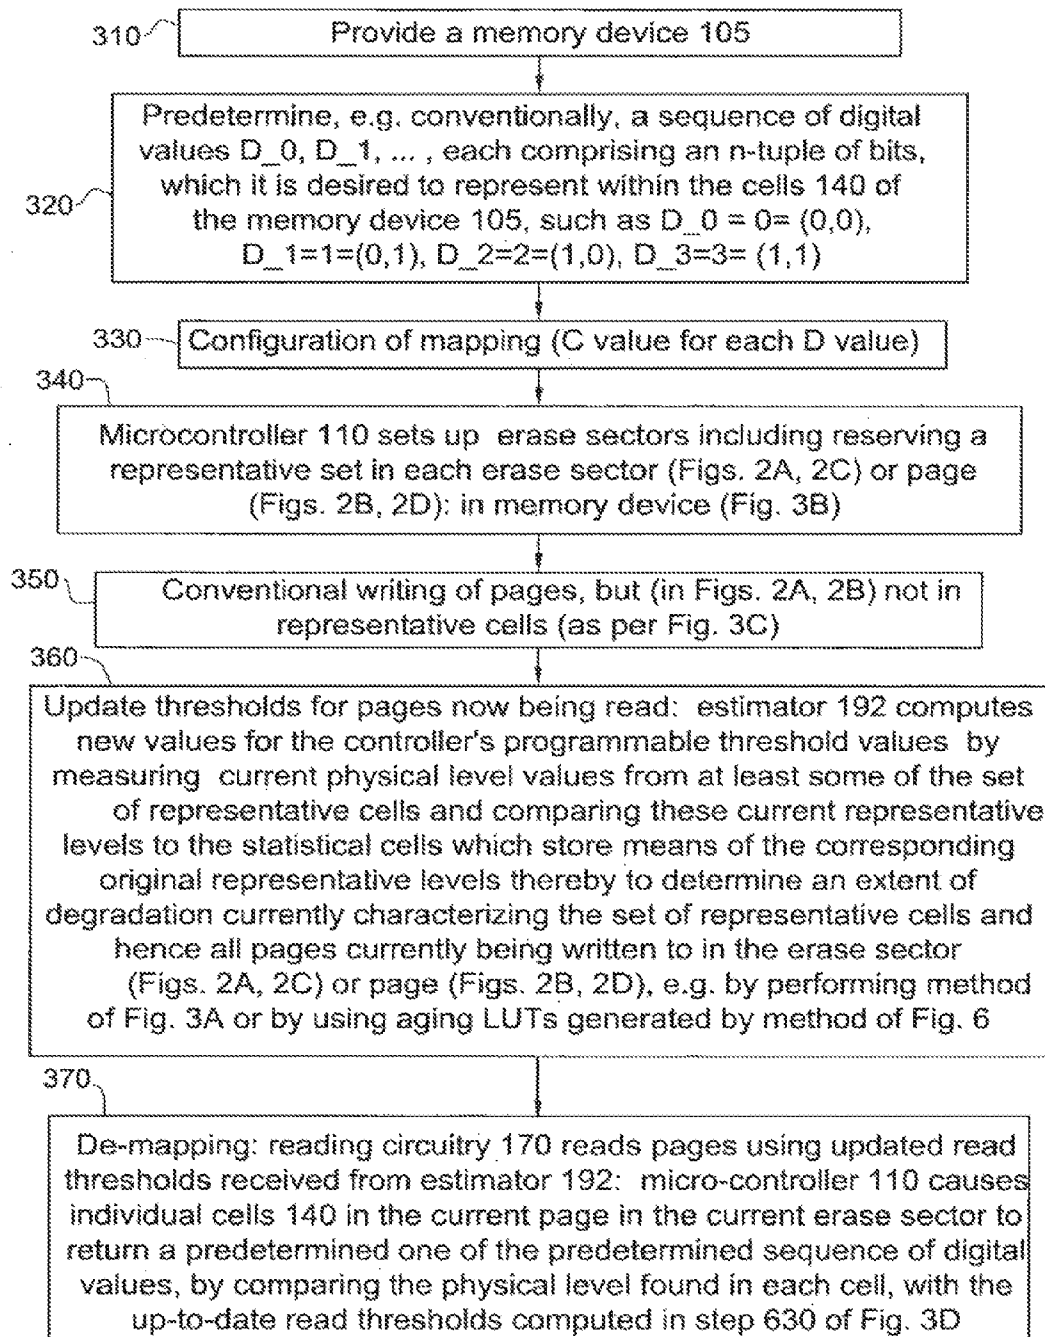 310
Provide a memory device 105
320
Predetermine, e.g. conventionally, a sequence of digital
values D_0, D_1, ... , each comprising an n-tuple of bits,
which it is desired to represent within the cells 140 of
the memory device 105, such as D_0 = 0= (0,0),
D_1=1=(0,1), D_2=2=(1,0), D_3=3= (1,1)
330
Configuration of mapping (C value for each D value)
340
Microcontroller 110 sets up erase sectors including reserving a
representative set in each erase sector (Figs. 2A, 2C) or page
(Figs. 2B, 2D): in memory device (Fig. 3B)
350
Conventional writing of pages, but (in Figs. 2A, 2B) not in
representative cells (as per Fig. 3C)
360
Update thresholds for pages now being read: estimator 192 computes
new values for the controller's programmable threshold values by
measuring current physical level values from at least some of the set
of representative cells and comparing these current representative
levels to the statistical cells which store means of the corresponding
original representative levels thereby to determine an extent of
degradation currently characterizing the set of representative cells and
hence all pages currently being written to in the erase sector
(Figs. 2A, 2C) or page (Figs. 2B, 2D), e.g. by performing method
of Fig. 3A or by using aging LUTs generated by method of Fig. 6
370
De-mapping: reading circuitry 170 reads pages using updated read
thresholds received from estimator 192: micro-controller 110 causes
individual cells 140 in the current page in the current erase sector to
return a predetermined one of the predetermined sequence of digital
values, by comparing the physical level found in each cell, with the
up-to-date read thresholds computed in step 630 of Fig. 3D